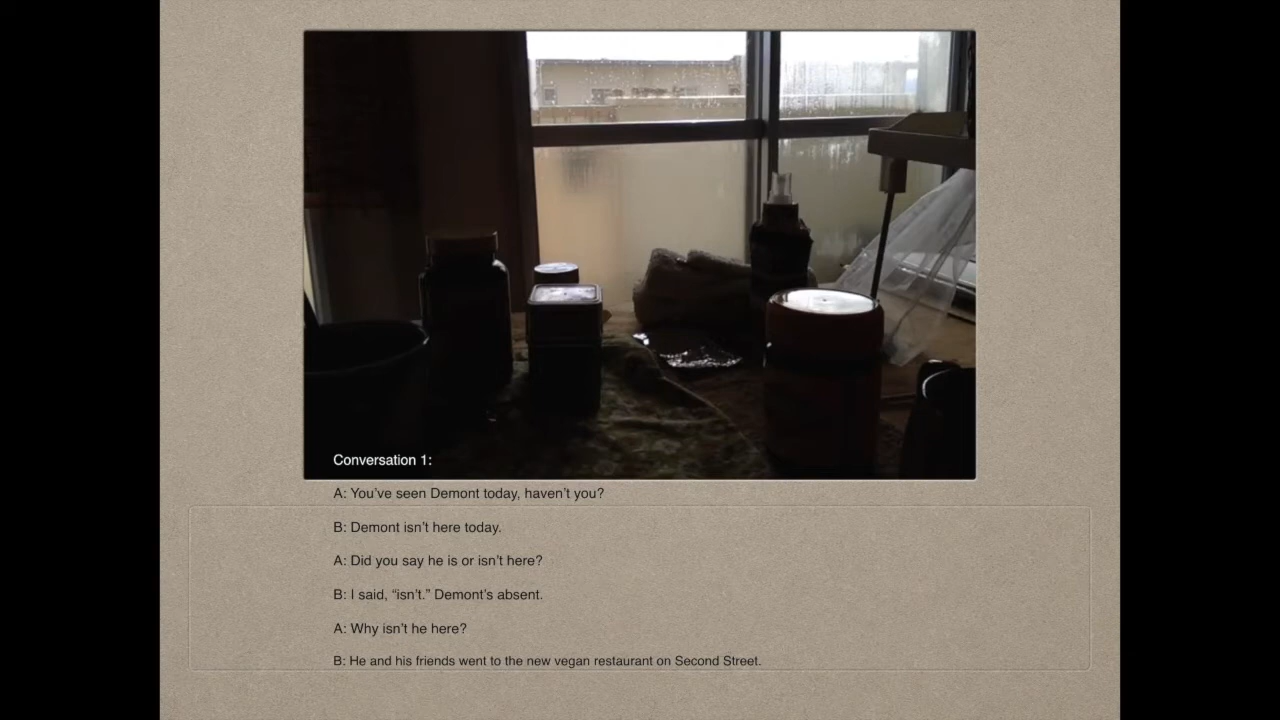 Conversation 1:
A: You’ve seen Demont today, haven’t you?
B: Demont isn’t here today.
A: Did you say he is or isn’t here?
B: I said, “isn’t.” Demont’s absent.
A: Why isn’t he here?
B: He and his friends went to the new vegan restaurant on Second Street.